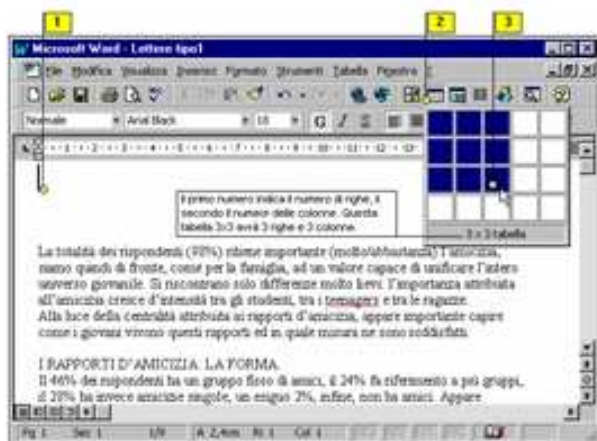 1 2 3
Microsoft Word - Lettere tipo1
File Modifica Visualizza Inserisci Formato Strumenti Tabella Finestra ?
Normale Arial Black 18 G I S
Il primo numero indica il numero di righe, il
secondo il numero delle colonne. Questa
tabella 3x3 avrà 3 righe e 3 colonne.
3 x 3 tabella
La totalità dei rispondenti (98%) ritiene importante (molto/abbastanza) l'amicizia,
siamo quindi di fronte, come per la famiglia, ad un valore capace di unificare l'intero
universo giovanile. Si riscontrano solo differenze molto lievi: l'importanza attribuita
all'amicizia cresce d'intensità tra gli studenti, tra i teenagers e tra le ragazze.
Alla luce della centralità attribuita ai rapporti d'amicizia, appare importante capire
come i giovani vivono questi rapporti ed in quale misura ne sono soddisfatti.
I RAPPORTI D'AMICIZIA: LA FORMA.
Il 46% dei rispondenti ha un gruppo fisso di amici, il 24% fa riferimento a più gruppi,
il 28% ha invece amicizie singole, un esiguo 2%, infine, non ha amici. Appare
Pg 1 Sez 1 1/9 A 2,4cm Ri 1 Col 1